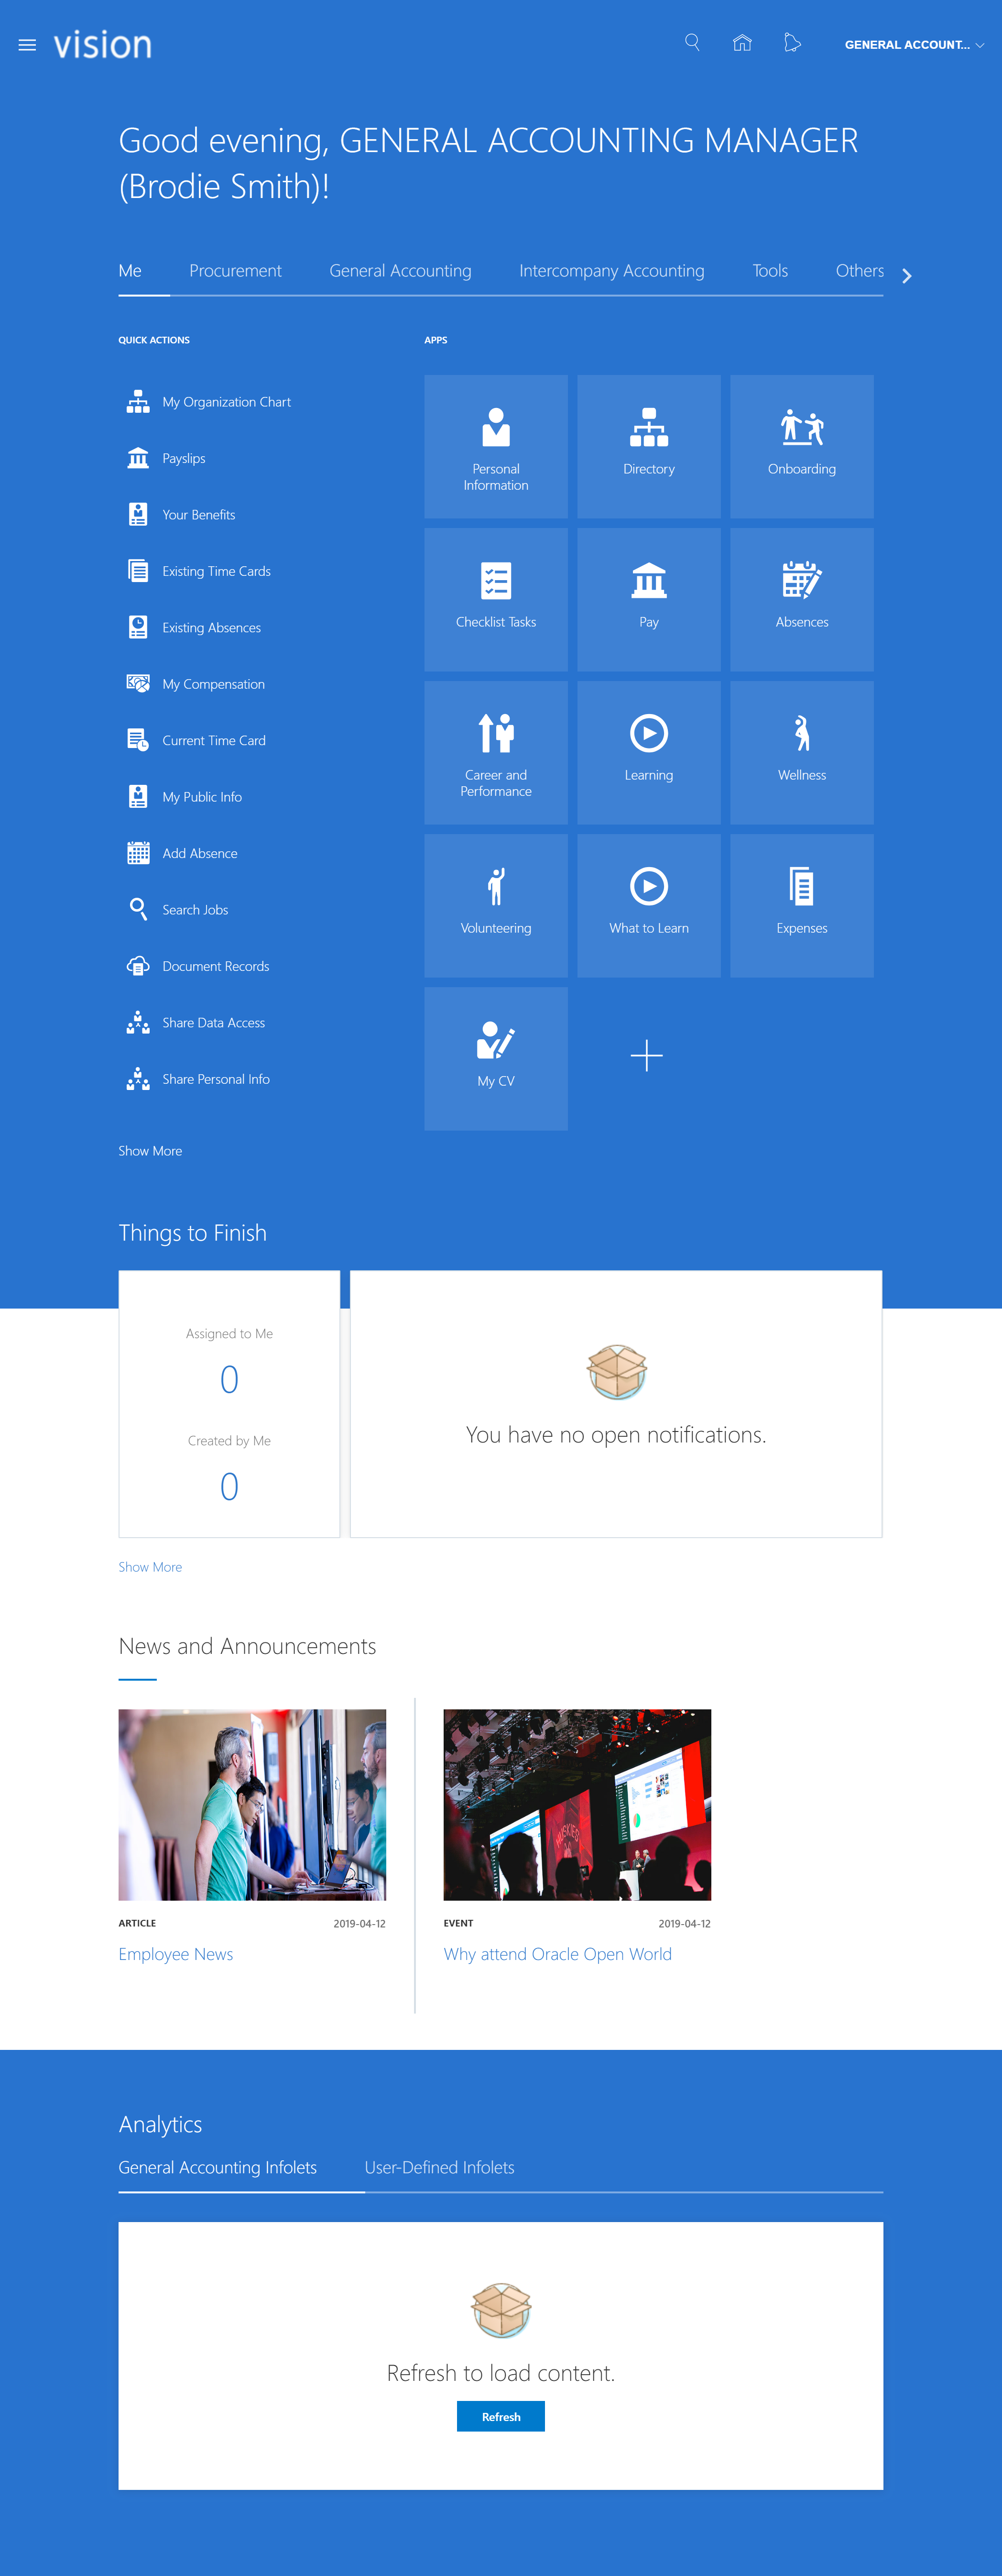 vision
GENERAL ACCOUNT...
Good evening, GENERAL ACCOUNTING MANAGER
(Brodie Smith)!
Me Procurement General Accounting Intercompany Accounting Tools Others
QUICK ACTIONS
My Organization Chart
Payslips
Your Benefits
Existing Time Cards
Existing Absences
My Compensation
Current Time Card
My Public Info
Add Absence
Search Jobs
Document Records
Share Data Access
Share Personal Info
Show More
APPS
Personal
Information
Directory
Onboarding
Checklist Tasks
Pay
Absences
Career and
Performance
Learning
Wellness
Volunteering
What to Learn
Expenses
My CV
Things to Finish
Assigned to Me
0
Created by Me
0
You have no open notifications.
Show More
News and Announcements
ARTICLE 2019-04-12
Employee News
EVENT 2019-04-12
Why attend Oracle Open World
Analytics
General Accounting Infolets User-Defined Infolets
Refresh to load content.
Refresh